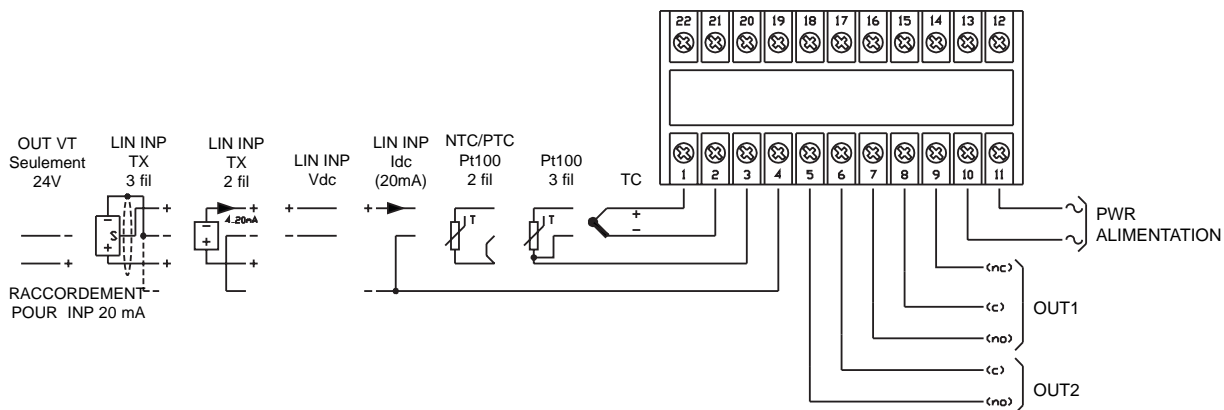 22 21 20 19 18 17 16 15 14 13 12
1 2 3 4 5 6 7 8 9 10 11
OUT VT
Seulement
24V
LIN INP
TX
3 fil
LIN INP
TX
2 fil
LIN INP
Vdc
LIN INP
Idc
(20mA)
NTC/PTC
Pt100
2 fil
Pt100
3 fil
TC
- +
S
- +
+ - + -
- +
4..20mA
+ - +
+ -
+ -
T
T
+
-
RACCORDEMENT
POUR INP 20 mA
PWR
ALIMENTATION
(nc)
(c)
(no)
OUT1
(c)
(no)
OUT2